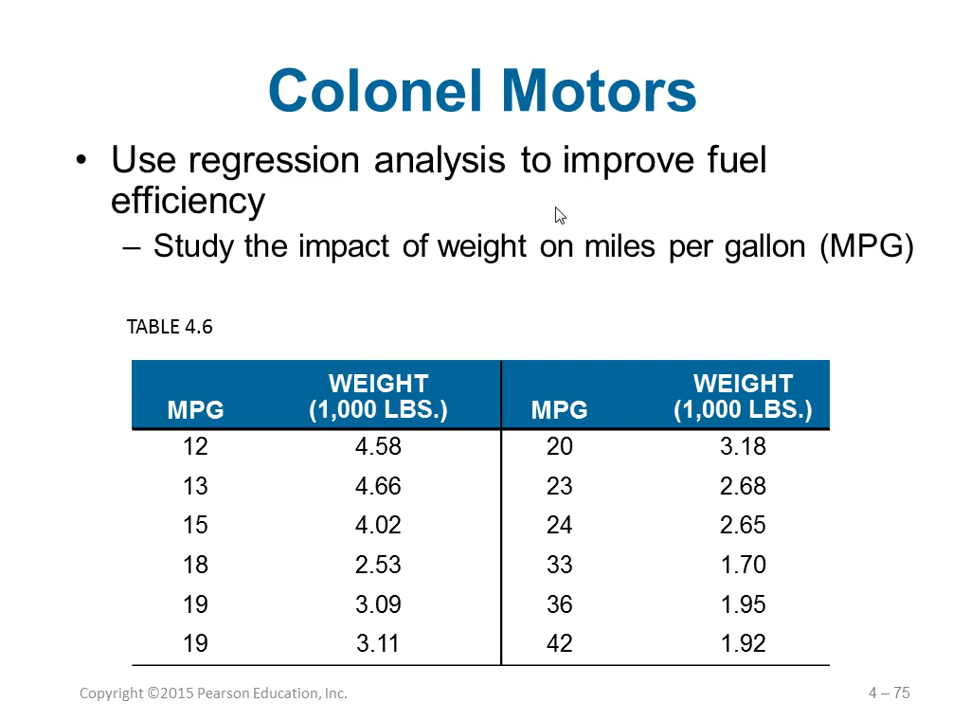 Colonel Motors
• Use regression analysis to improve fuel
efficiency
– Study the impact of weight on miles per gallon (MPG)
TABLE 4.6
MPG WEIGHT (1,000 LBS.) MPG WEIGHT (1,000 LBS.)
12 4.58 20 3.18
13 4.66 23 2.68
15 4.02 24 2.65
18 2.53 33 1.70
19 3.09 36 1.95
19 3.11 42 1.92
Copyright ©2015 Pearson Education, Inc. 4 – 75